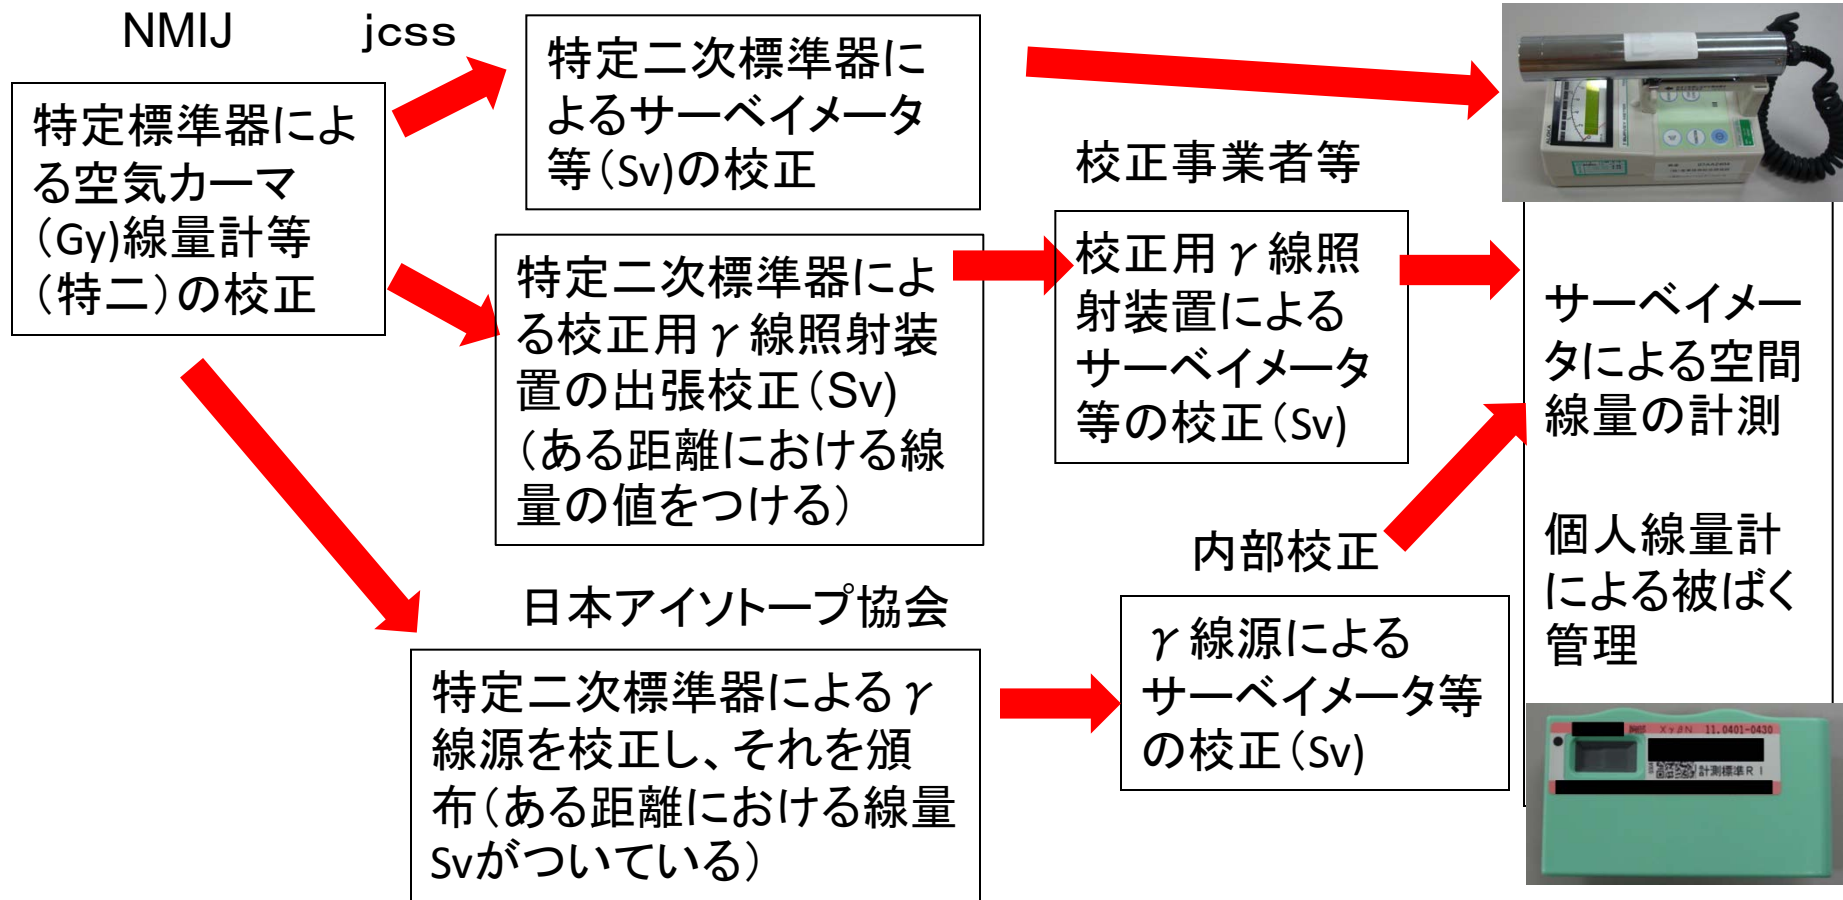 NMIJ
jcss
特定標準器によ
る空気カーマ
（Gy)線量計等
（特二）の校正
特定二次標準器に
よるサーベイメータ
等（Sv)の校正
特定二次標準器によ
る校正用γ線照射装
置の出張校正（Sv）
（ある距離における線
量の値をつける）
日本アイソトープ協会
特定二次標準器によるγ
線源を校正し、それを頒
布（ある距離における線量
Svがついている）
校正事業者等
校正用γ線照
射装置による
サーベイメータ
等の校正（Sv）
内部校正
γ線源による
サーベイメータ等
の校正（Sv）
サーベイメー
タによる空間
線量の計測
個人線量計
による被ばく
管理
XγβN 11.0401-0430
計測標準RI